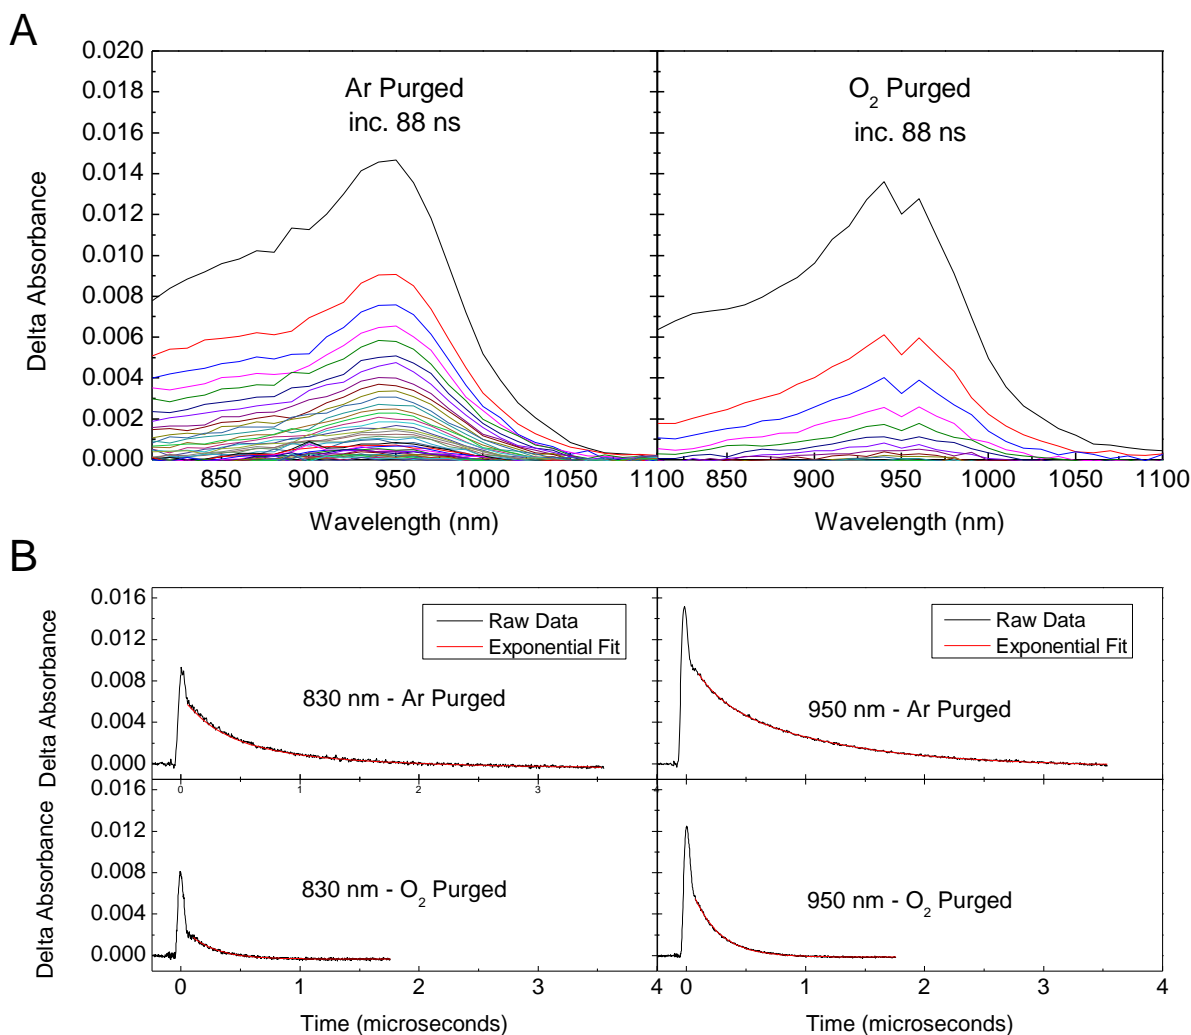 A
Ar Purged
inc. 88 ns
O2 Purged
inc. 88 ns
Delta Absorbance
0.020
0.018
0.016
0.014
0.012
0.010
0.008
0.006
0.004
0.002
0.000
850 900 950 1000 1050 1100
850 900 950 1000 1050 1100
Wavelength (nm)
Wavelength (nm)
B
Delta Absorbance
0.016
0.012
0.008
0.004
0.000
Raw Data
Exponential Fit
830 nm - Ar Purged
0 1 2 3
Raw Data
Exponential Fit
950 nm - Ar Purged
Delta Absorbance
0.016
0.012
0.008
0.004
0.000
830 nm - O2 Purged
950 nm - O2 Purged
0 1 2 3 4
0 1 2 3 4
Time (microseconds)
Time (microseconds)